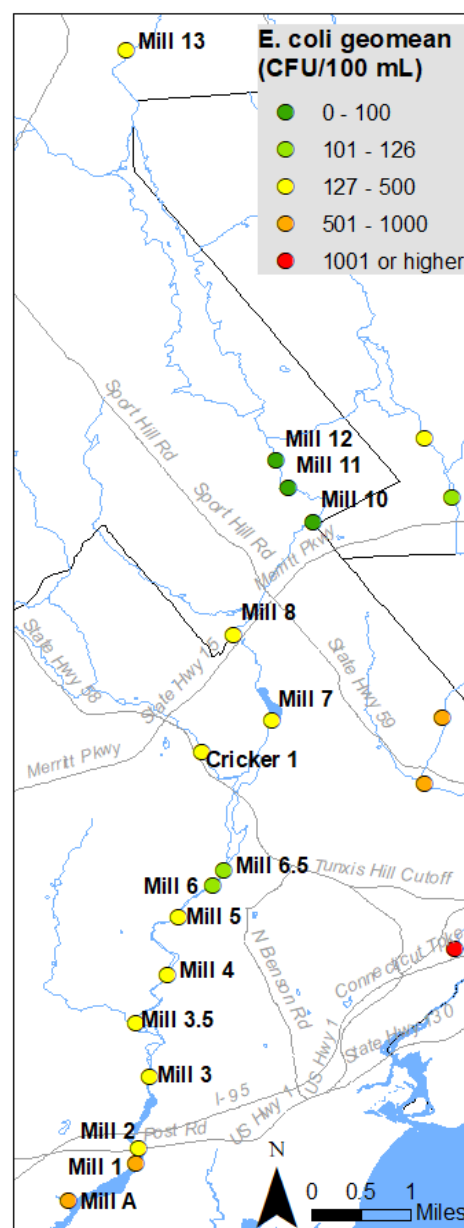 Mill 13
E. coli geomean
(CFU/100 mL)
0 - 100
101 - 126
127 - 500
501 - 1000
1001 or higher
Sport Hill Rd
Mill 12
Mill 11
Sport Hill Rd
Mill 10
Merritt Pkwy
Mill 8
State Hwy 58
State Hwy 15
State Hwy 59
Mill 7
Merritt Pkwy
Cricker 1
Mill 6.5
Tunxis Hill Cutoff
Mill 6
Mill 5
N Benson Rd
Connecticut Tpke
Mill 4
Mill 3.5
US Hwy 1
State Hwy 130
Mill 3
I-95
US Hwy 1
Mill 2
Post Rd
Mill 1
N
Mill A
0 0.5 1
Miles